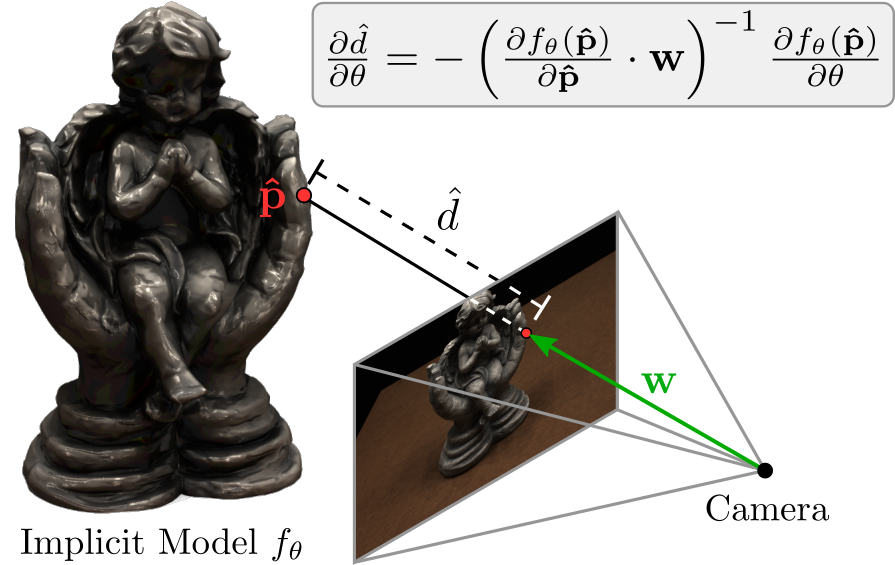 ∂d̂/∂θ = − (∂f_θ(p̂)/∂p̂ · w)^−1 ∂f_θ(p̂)/∂θ
p̂
d̂
w
Camera
Implicit Model f_θ